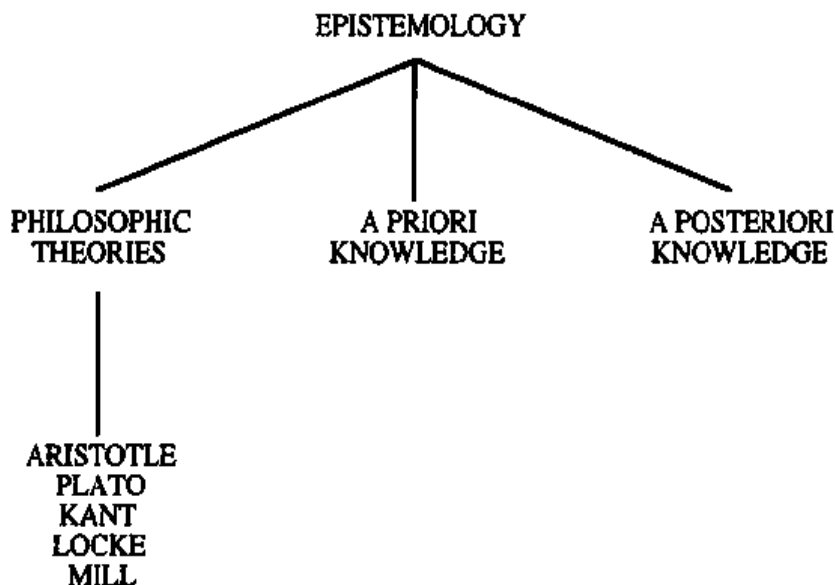 EPISTEMOLOGY
PHILOSOPHIC
THEORIES
A PRIORI
KNOWLEDGE
A POSTERIORI
KNOWLEDGE
ARISTOTLE
PLATO
KANT
LOCKE
MILL